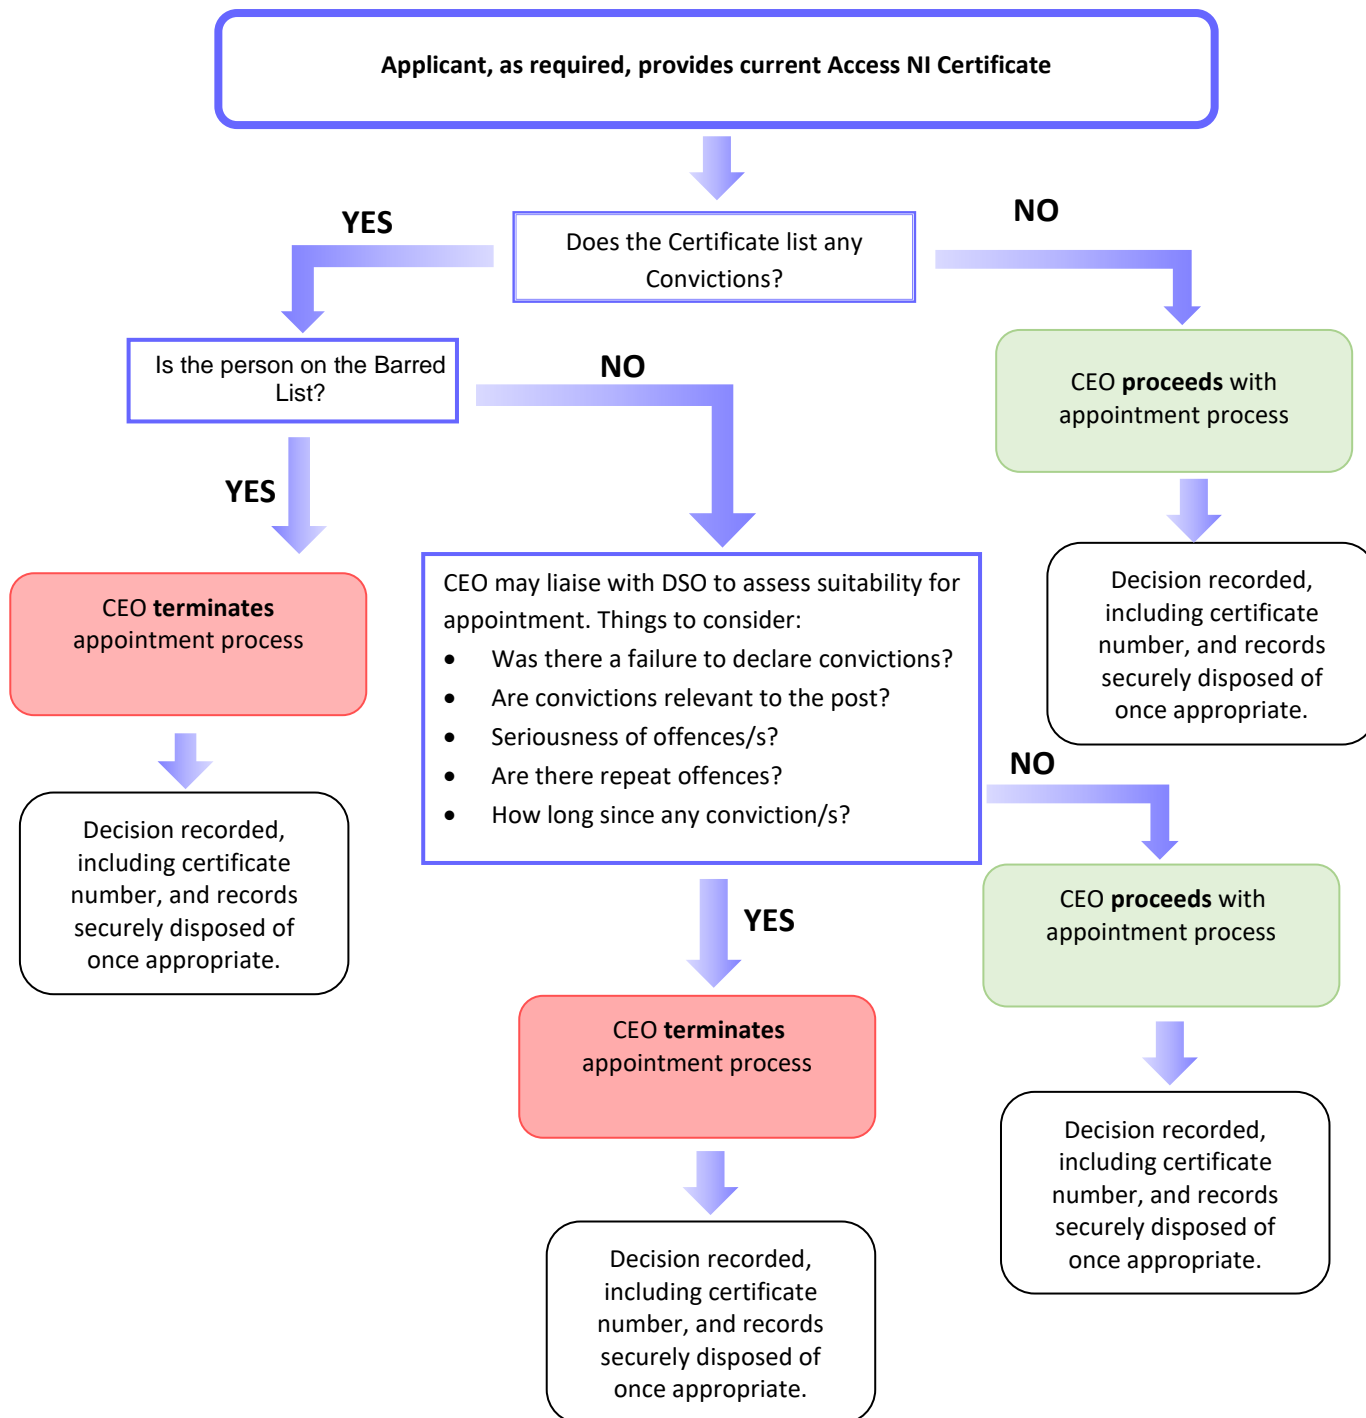 Applicant, as required, provides current Access NI Certificate
YES
NO
Does the Certificate list any
Convictions?
Is the person on the Barred
List?
NO
CEO proceeds with
appointment process
YES
CEO terminates
appointment process
CEO may liaise with DSO to assess suitability for
appointment. Things to consider:
• Was there a failure to declare convictions?
• Are convictions relevant to the post?
• Seriousness of offences/s?
• Are there repeat offences?
• How long since any conviction/s?
Decision recorded,
including certificate
number, and records
securely disposed of
once appropriate.
NO
Decision recorded,
including certificate
number, and records
securely disposed of
once appropriate.
YES
CEO proceeds with
appointment process
CEO terminates
appointment process
Decision recorded,
including certificate
number, and records
securely disposed of
once appropriate.
Decision recorded,
including certificate
number, and records
securely disposed of
once appropriate.